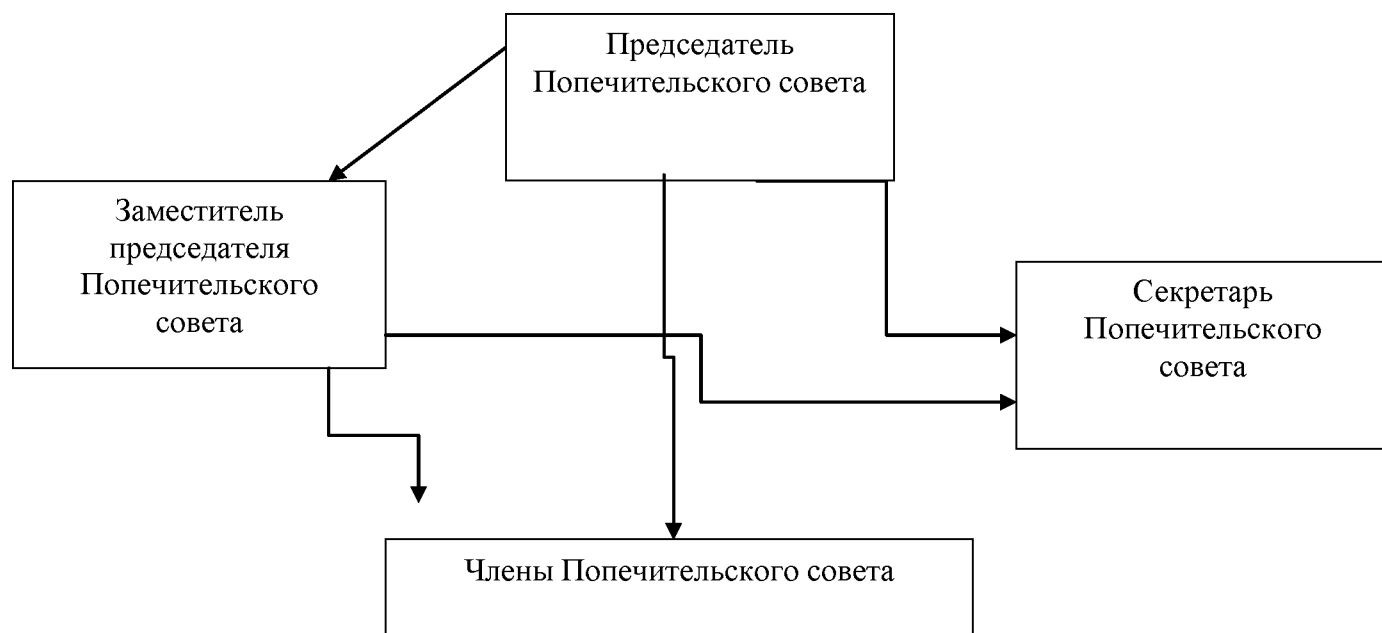 Председатель
Попечительского совета
Заместитель
председателя
Попечительского
совета
Секретарь
Попечительского
совета
Члены Попечительского совета